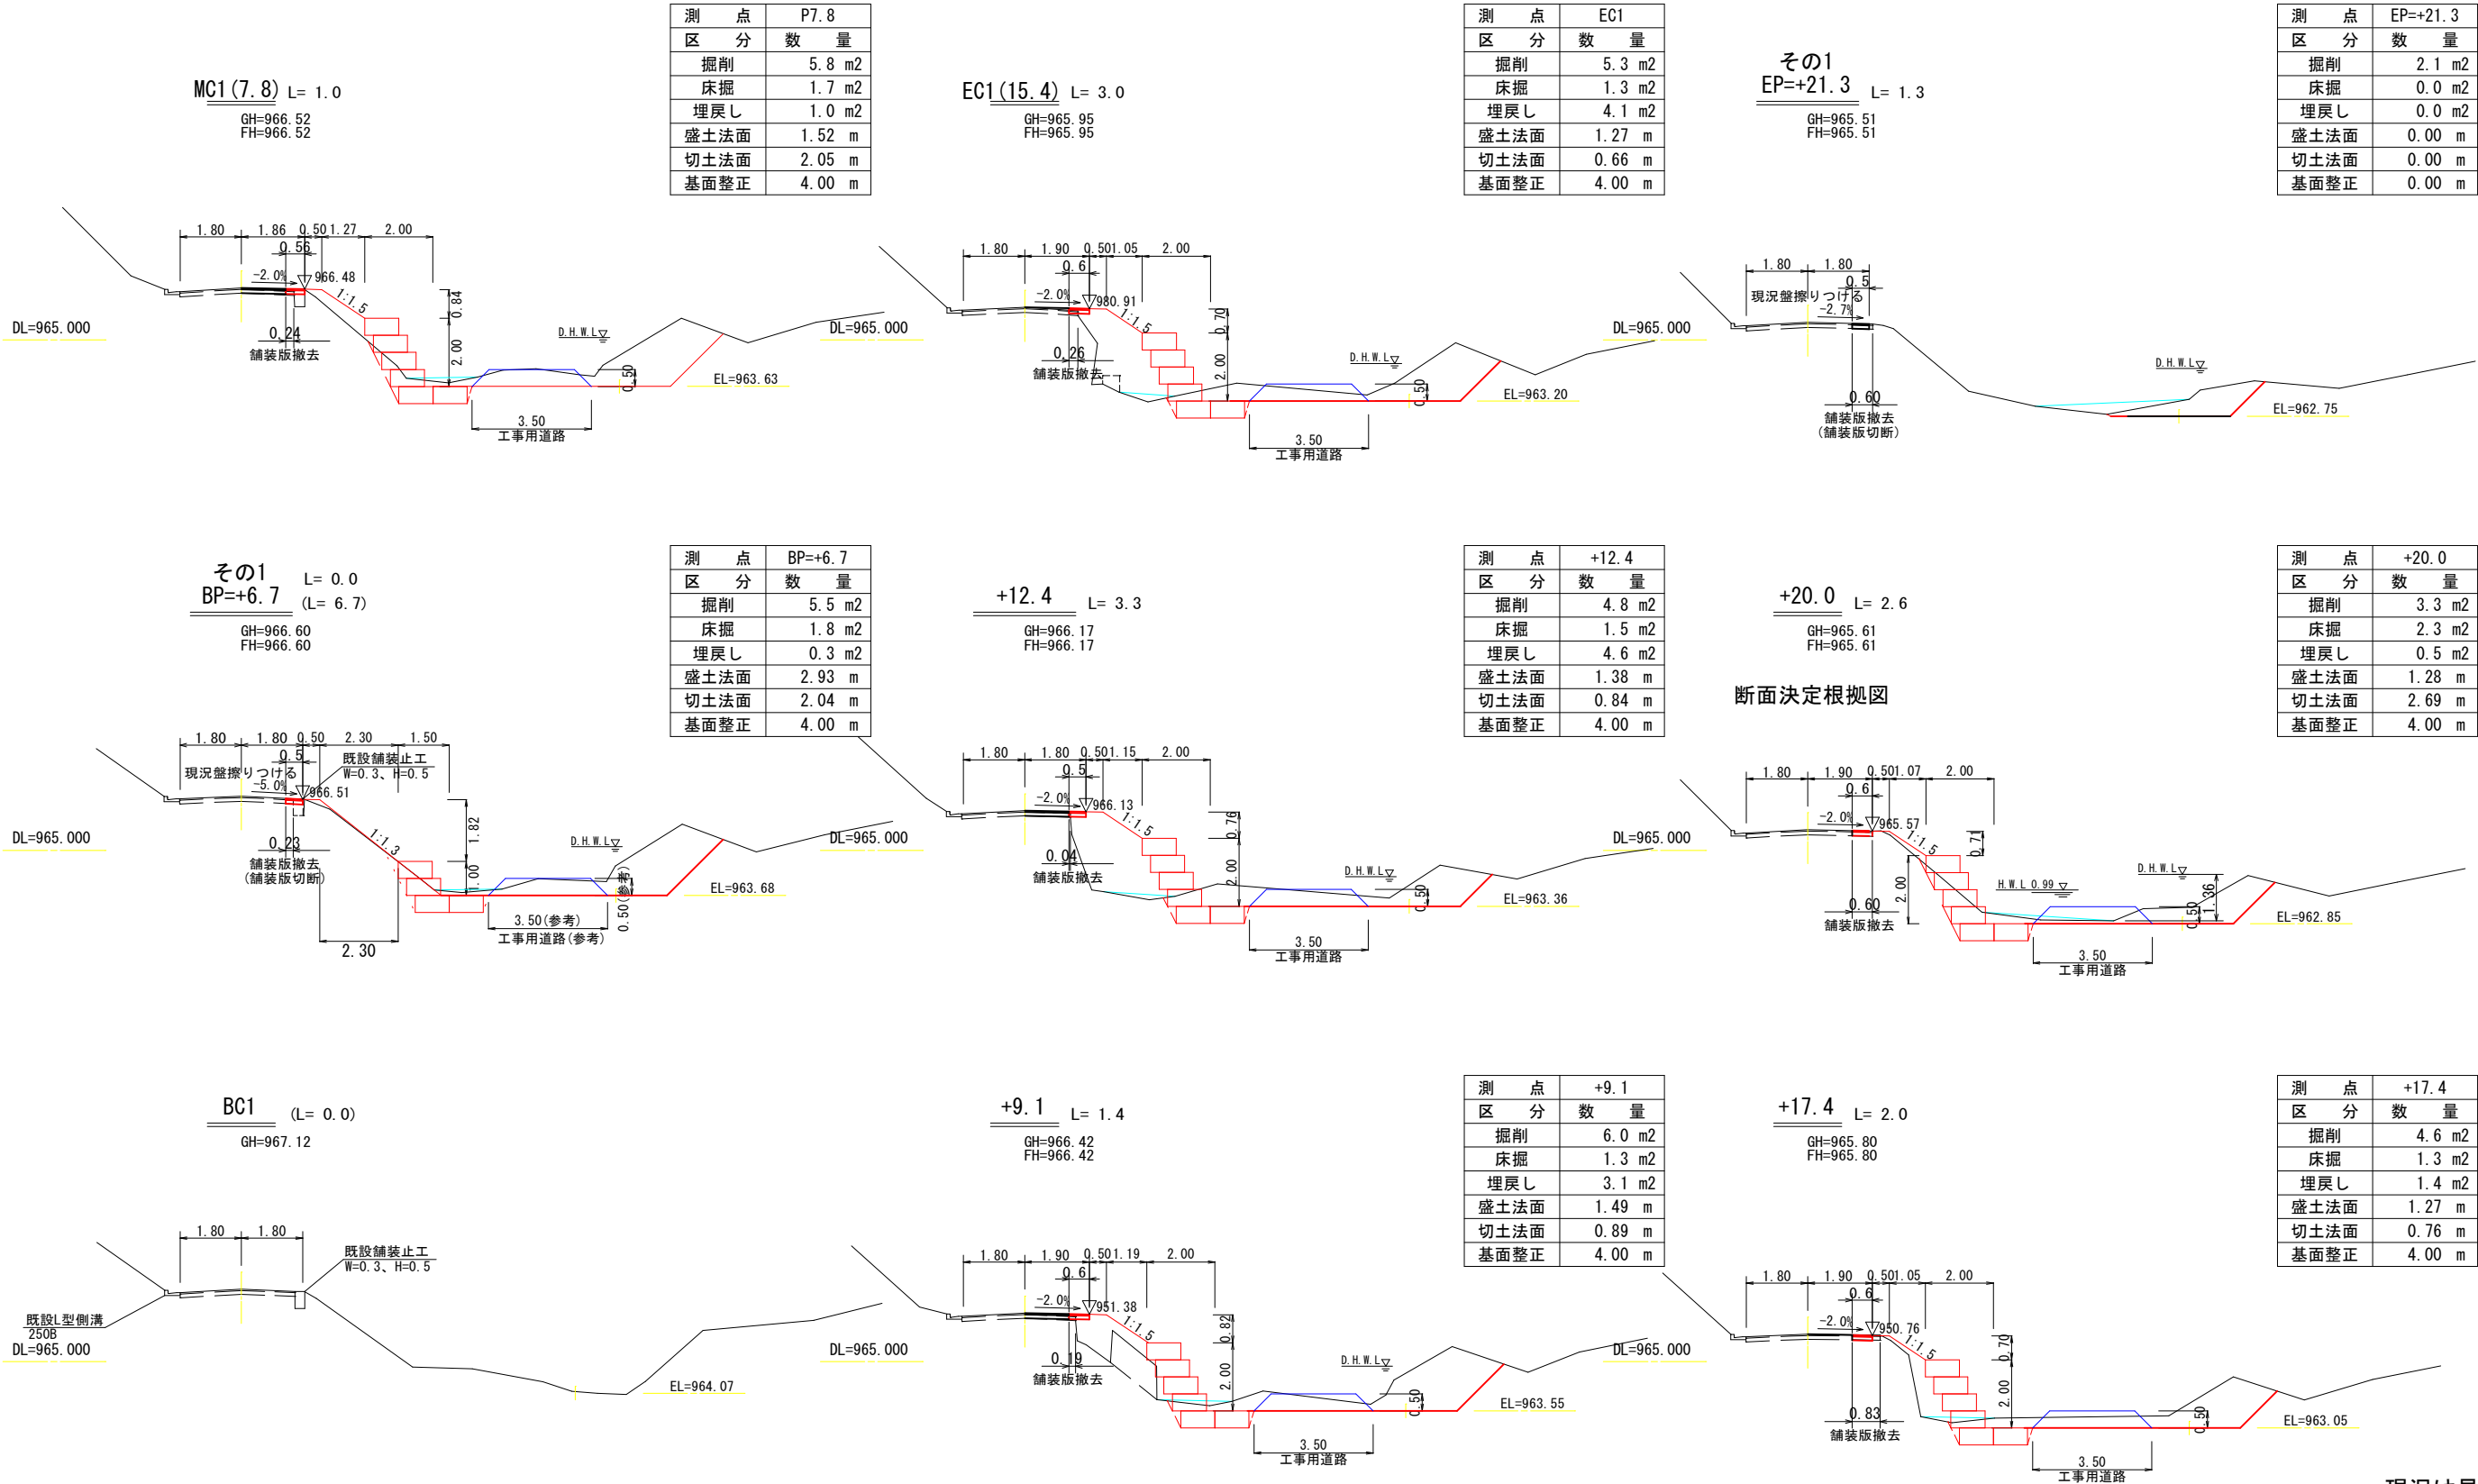 測 点 P7.8
区 分 数 量
掘削 5.8 m2
床掘 1.7 m2
埋戻し 1.0 m2
盛土法面 1.52 m
切土法面 2.05 m
基面整正 4.00 m
MC1(7.8) L= 1.0
GH=966.52
FH=966.52
1.80 1.86 0.50 1.27 2.00
0.56
-2.0% 966.48
1:1.5
0.84
2.00
DL=965.000
0.24
舗装版撤去
D.H.W.L
0.50
EL=963.63
3.50
工事用道路
測 点 EC1
区 分 数 量
掘削 5.3 m2
床掘 1.3 m2
埋戻し 4.1 m2
盛土法面 1.27 m
切土法面 0.66 m
基面整正 4.00 m
EC1(15.4) L= 3.0
GH=965.95
FH=965.95
1.80 1.90 0.50 1.05 2.00
0.6
-2.0% 980.91
1:1.5
0.70
2.00
DL=965.000
0.26
舗装版撤去
D.H.W.L
0.50
EL=963.20
3.50
工事用道路
測 点 EP=+21.3
区 分 数 量
掘削 2.1 m2
床掘 0.0 m2
埋戻し 0.0 m2
盛土法面 0.00 m
切土法面 0.00 m
基面整正 0.00 m
その1
EP=+21.3 L= 1.3
GH=965.51
FH=965.51
1.80 1.80
0.5
現況盤擦りつける
-2.7%
DL=965.000
D.H.W.L
0.60
舗装版撤去
(舗装版切断)
EL=962.75
測 点 BP=+6.7
区 分 数 量
掘削 5.5 m2
床掘 1.8 m2
埋戻し 0.3 m2
盛土法面 2.93 m
切土法面 2.04 m
基面整正 4.00 m
その1 L= 0.0
BP=+6.7 (L= 6.7)
GH=966.60
FH=966.60
1.80 1.80 0.50 2.30 1.50
0.5
既設舗装止工
W=0.3、H=0.5
現況盤擦りつける
-5.0% 966.51
1:1.3
1.82
1.00
DL=965.000
0.23
舗装版撤去
(舗装版切断)
D.H.W.L
0.50(参考)
EL=963.68
3.50(参考)
工事用道路(参考)
2.30
測 点 +12.4
区 分 数 量
掘削 4.8 m2
床掘 1.5 m2
埋戻し 4.6 m2
盛土法面 1.38 m
切土法面 0.84 m
基面整正 4.00 m
+12.4 L= 3.3
GH=966.17
FH=966.17
1.80 1.80 0.50 1.15 2.00
0.5
-2.0% 966.13
1:1.5
0.76
2.00
DL=965.000
0.04
舗装版撤去
D.H.W.L
0.50
EL=963.36
3.50
工事用道路
測 点 +20.0
区 分 数 量
掘削 3.3 m2
床掘 2.3 m2
埋戻し 0.5 m2
盛土法面 1.28 m
切土法面 2.69 m
基面整正 4.00 m
+20.0 L= 2.6
GH=965.61
FH=965.61
断面決定根拠図
1.80 1.90 0.50 1.07 2.00
0.6
-2.0% 965.57
1:1.5
0.71
2.00
DL=965.000
0.60
舗装版撤去
H.W.L 0.99
D.H.W.L
1.36
0.50
EL=962.85
3.50
工事用道路
BC1 (L= 0.0)
GH=967.12
1.80 1.80
既設舗装止工
W=0.3、H=0.5
既設L型側溝
250B
DL=965.000
EL=964.07
測 点 +9.1
区 分 数 量
掘削 6.0 m2
床掘 1.3 m2
埋戻し 3.1 m2
盛土法面 1.49 m
切土法面 0.89 m
基面整正 4.00 m
+9.1 L= 1.4
GH=966.42
FH=966.42
1.80 1.90 0.50 1.19 2.00
0.6
-2.0% 951.38
1:1.5
0.82
2.00
DL=965.000
0.19
舗装版撤去
D.H.W.L
0.50
EL=963.55
3.50
工事用道路
測 点 +17.4
区 分 数 量
掘削 4.6 m2
床掘 1.3 m2
埋戻し 1.4 m2
盛土法面 1.27 m
切土法面 0.76 m
基面整正 4.00 m
+17.4 L= 2.0
GH=965.80
FH=965.80
1.80 1.90 0.50 1.05 2.00
0.6
-2.0% 950.76
1:1.5
0.70
2.00
DL=965.000
0.83
舗装版撤去
0.50
EL=963.05
3.50
工事用道路